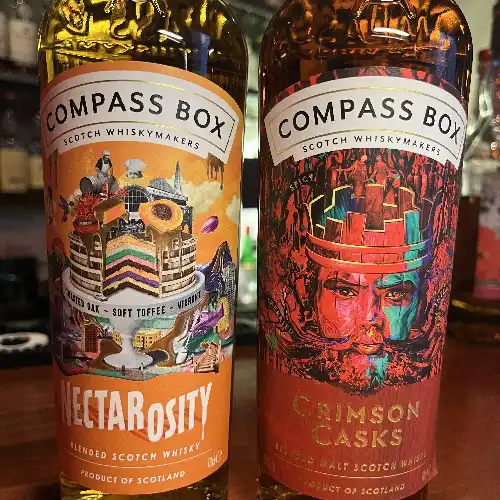 COMPASS BOX
SCOTCH WHISKYMAKERS
TOASTED OAK - SOFT TOFFEE - VIBRANT
NECTAROSITY
BLENDED SCOTCH WHISKY
PRODUCT OF SCOTLAND
COMPASS BOX
SCOTCH WHISKYMAKERS
SPICY
CRIMSON
CASKS
BLENDED MALT SCOTCH WHISKY
PRODUCT OF SCOTLAND